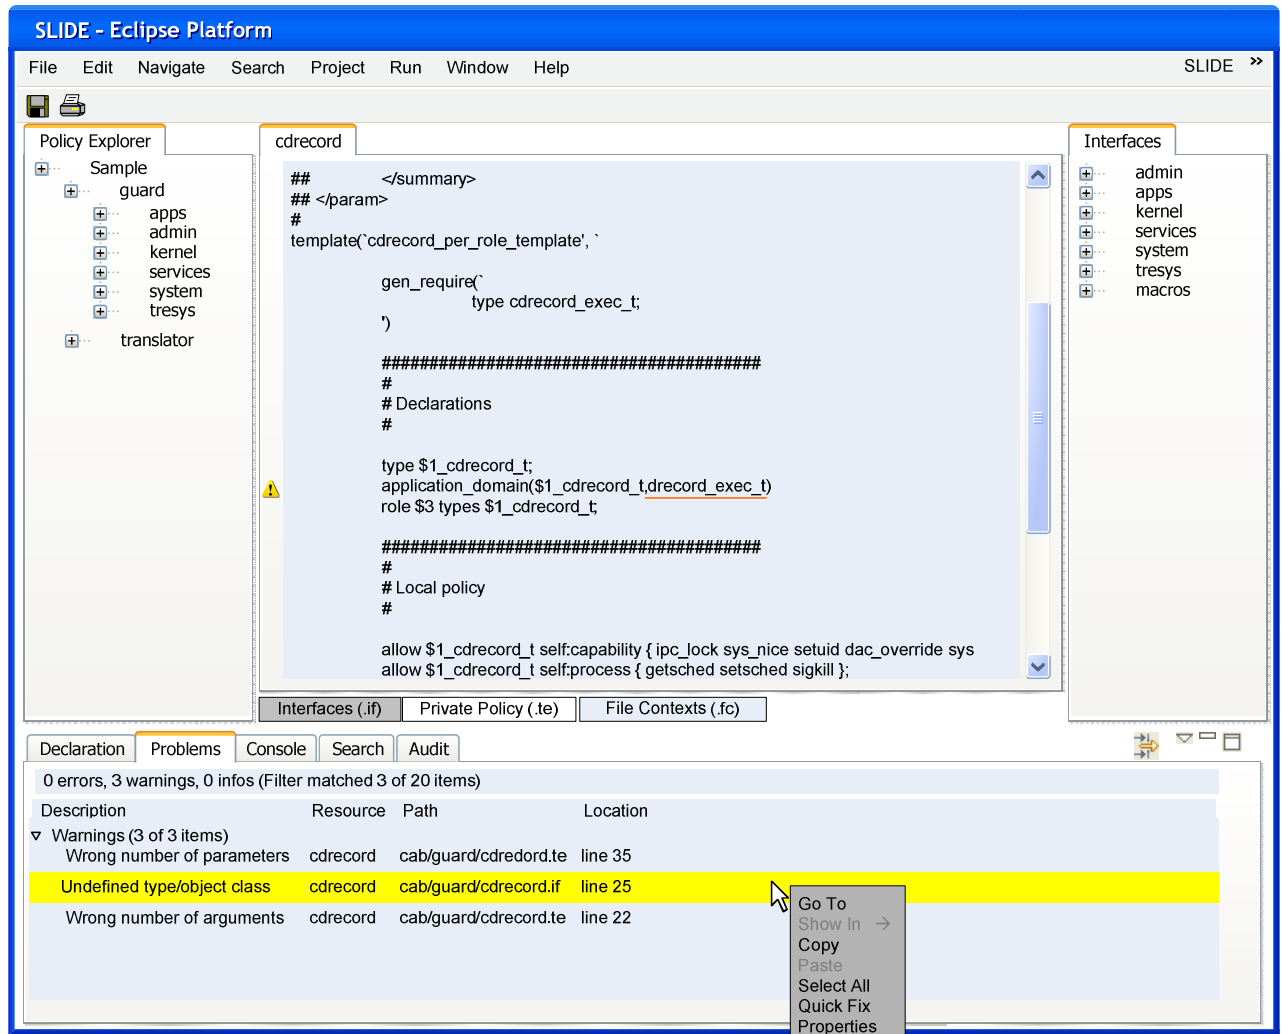 SLIDE - Eclipse Platform
File Edit Navigate Search Project Run Window Help SLIDE »
Policy Explorer
Sample
guard
apps
admin
kernel
services
system
tresys
translator
cdrecord
## </summary>
## </param>
#
template(`cdrecord_per_role_template', `
gen_require(`
type cdrecord_exec_t;
')
########################################
#
# Declarations
#
type $1_cdrecord_t;
application_domain($1_cdrecord_t,drecord_exec_t)
role $3 types $1_cdrecord_t;
########################################
#
# Local policy
#
allow $1_cdrecord_t self:capability { ipc_lock sys_nice setuid dac_override sys
allow $1_cdrecord_t self:process { getsched setsched sigkill };
Interfaces (.if) Private Policy (.te) File Contexts (.fc)
Interfaces
admin
apps
kernel
services
system
tresys
macros
Declaration Problems Console Search Audit
0 errors, 3 warnings, 0 infos (Filter matched 3 of 20 items)
Description Resource Path Location
Warnings (3 of 3 items)
Wrong number of parameters cdrecord cab/guard/cdredord.te line 35
Undefined type/object class cdrecord cab/guard/cdrecord.if line 25
Wrong number of arguments cdrecord cab/guard/cdrecord.te line 22
Go To
Show In →
Copy
Paste
Select All
Quick Fix
Properties